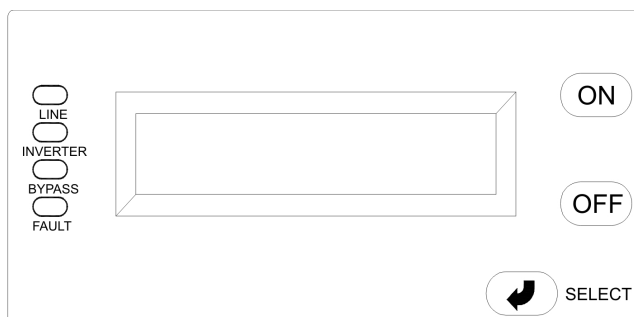 LINE
INVERTER
BYPASS
FAULT
ON
OFF
SELECT